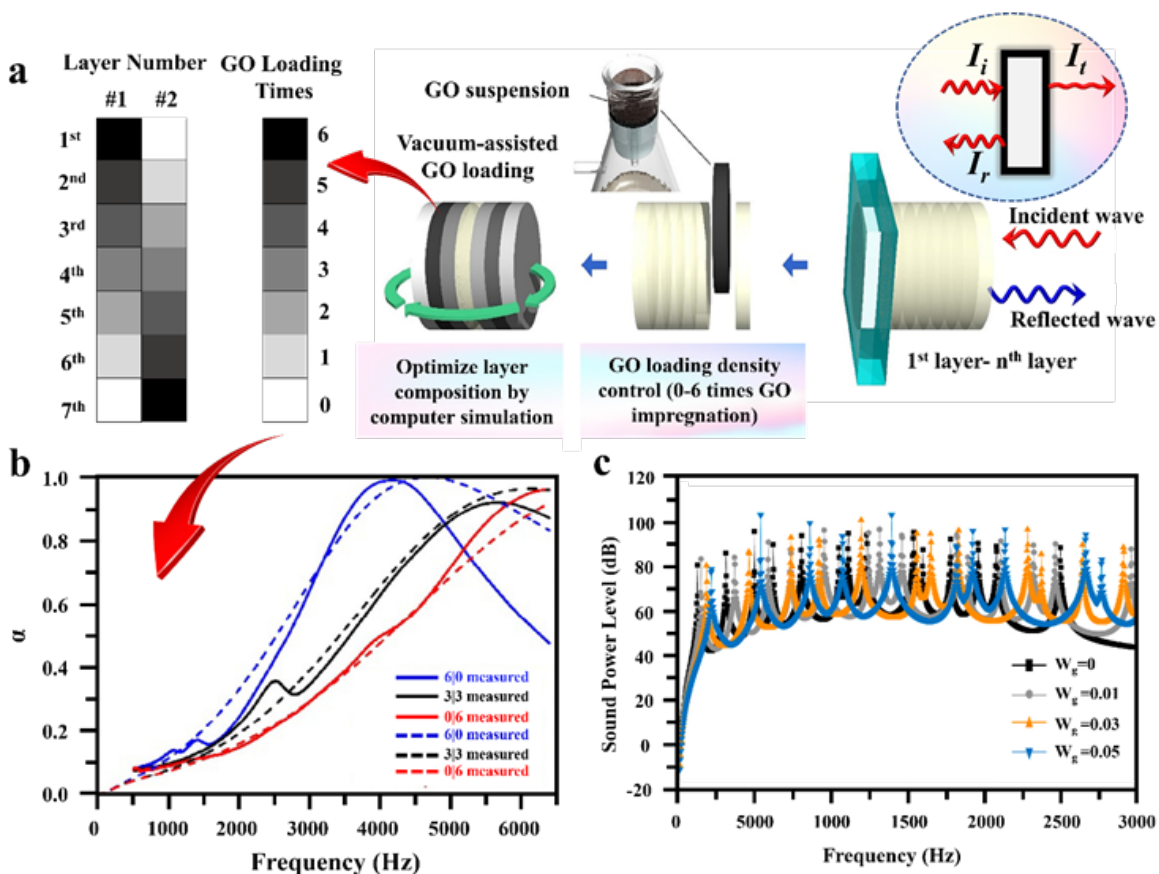 a
Layer Number
#1 #2
1st
2nd
3rd
4th
5th
6th
7th
GO Loading
Times
6
5
4
3
2
1
0
GO suspension
Vacuum-assisted
GO loading
Optimize layer
composition by
computer simulation
GO loading density
control (0-6 times GO
impregnation)
Ii It
Ir
Incident wave
Reflected wave
1st layer- nth layer
b
1.0
0.8
0.6
0.4
0.2
0.0
α
0 1000 2000 3000 4000 5000 6000
Frequency (Hz)
6|0 measured
3|3 measured
0|6 measured
6|0 measured
3|3 measured
0|6 measured
c
120
100
80
60
40
20
0
-20
Sound Power Level (dB)
0 5000 1000 1500 2000 2500 3000
Frequency (Hz)
Wg=0
Wg=0.01
Wg=0.03
Wg=0.05